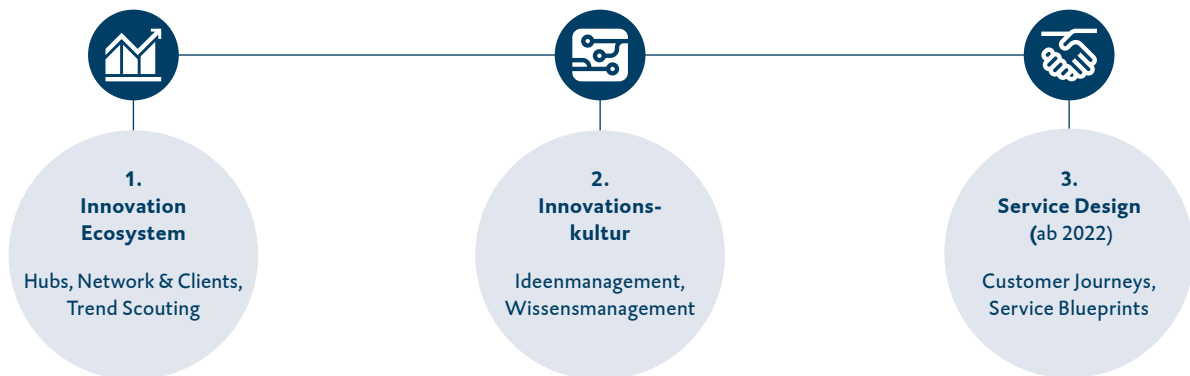 1.
Innovation
Ecosystem
Hubs, Network & Clients,
Trend Scouting
2.
Innovations-
kultur
Ideenmanagement,
Wissensmanagement
3.
Service Design
(ab 2022)
Customer Journeys,
Service Blueprints